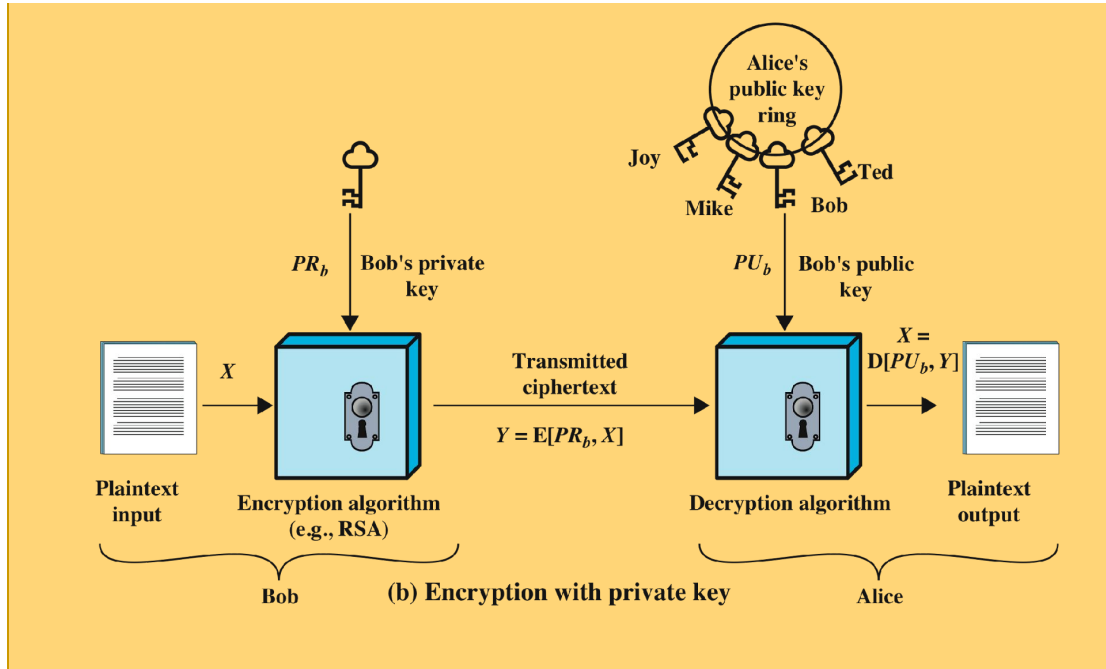 Alice's
public key
ring
Joy
Mike
Bob
Ted
PR_b
Bob's private
key
PU_b
Bob's public
key
X
Transmitted
ciphertext
Y = E[PR_b, X]
X =
D[PU_b, Y]
Plaintext
input
Encryption algorithm
(e.g., RSA)
Decryption algorithm
Plaintext
output
Bob
(b) Encryption with private key
Alice